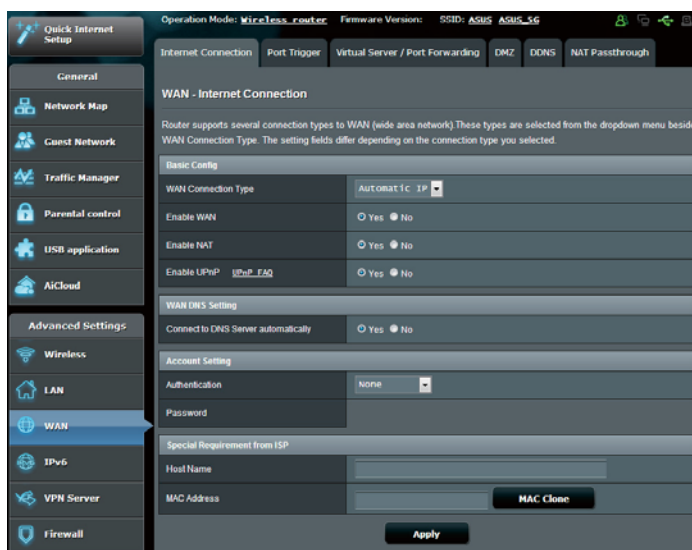 Quick Internet Setup
Operation Mode: Wireless router Firmware Version: SSID: ASUS ASUS_5G
Internet Connection Port Trigger Virtual Server / Port Forwarding DMZ DDNS NAT Passthrough
General
Network Map
Guest Network
Traffic Manager
Parental control
USB application
AiCloud
Advanced Settings
Wireless
LAN
WAN
IPv6
VPN Server
Firewall
WAN - Internet Connection
Router supports several connection types to WAN (wide area network).These types are selected from the dropdown menu beside
WAN Connection Type. The setting fields differ depending on the connection type you selected.
Basic Config
WAN Connection Type Automatic IP
Enable WAN Yes No
Enable NAT Yes No
Enable UPnP UPnP FAQ Yes No
WAN DNS Setting
Connect to DNS Server automatically Yes No
Account Setting
Authentication None
Password
Special Requirement from ISP
Host Name
MAC Address MAC Clone
Apply